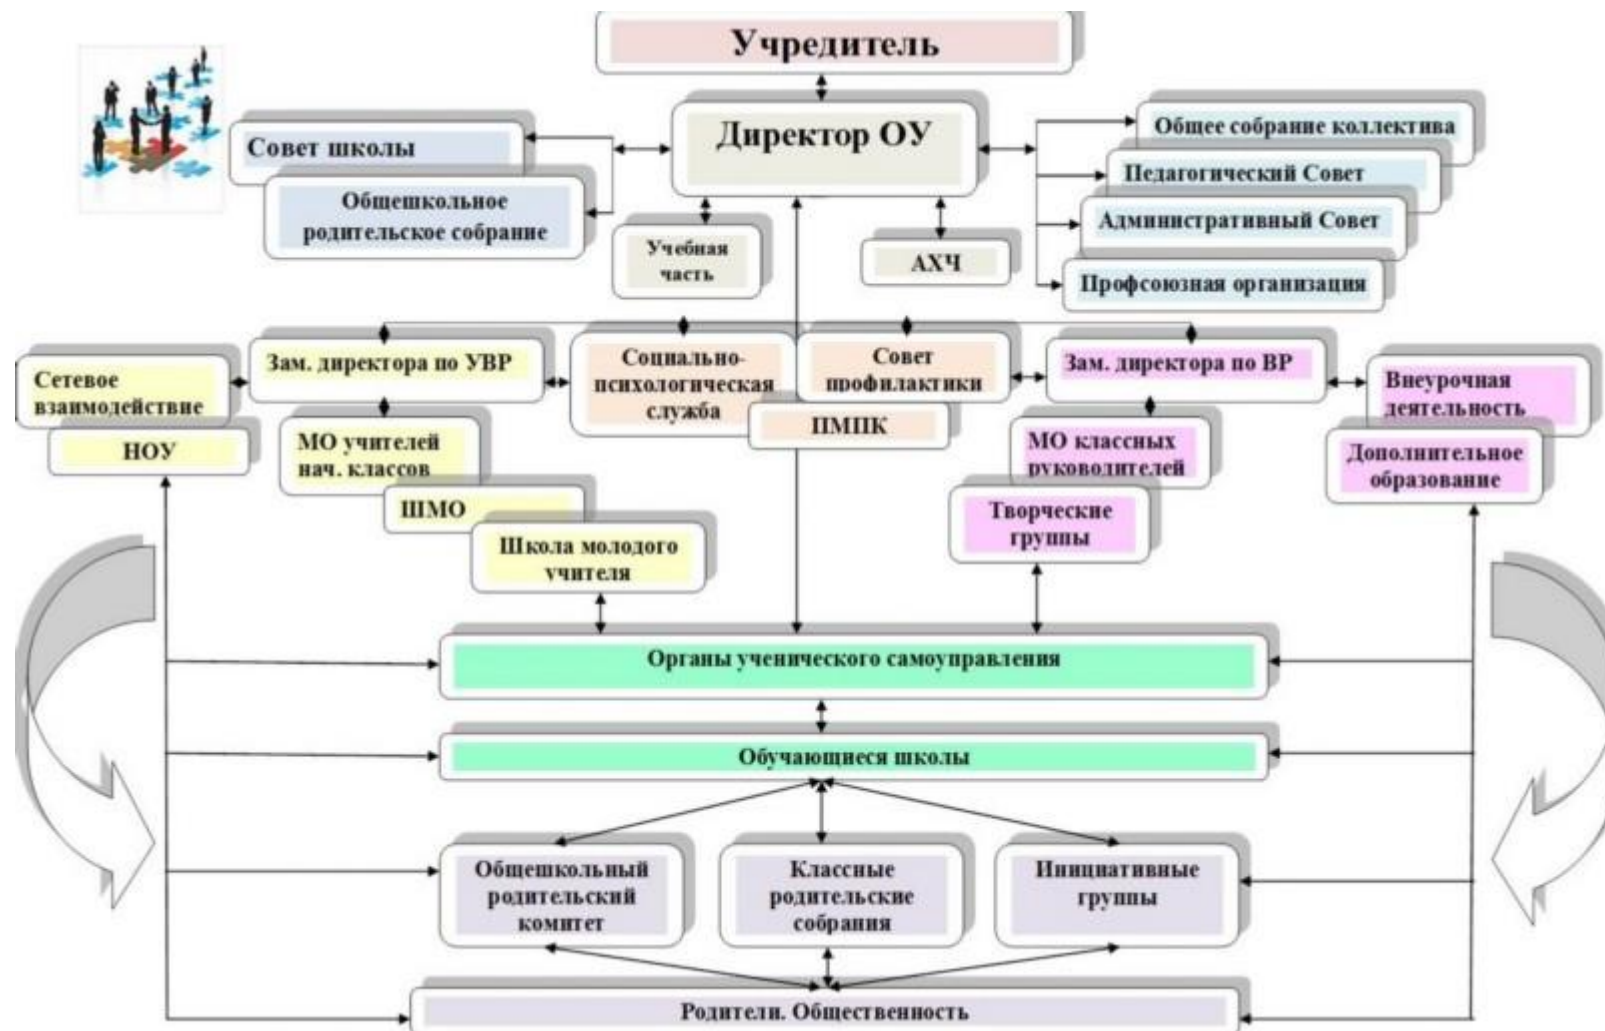 Учредитель
Директор ОУ
Совет школы
Общешкольное
родительское собрание
Общее собрание коллектива
Педагогический Совет
Административный Совет
Профсоюзная организация
Учебная
часть
АХЧ
Сетевое
взаимодействие
НОУ
Зам. директора по УВР
МО учителей
нач. классов
ШМО
Школа молодого
учителя
Социально-
психологическая
служба
Совет
профилактики
ПМПК
Зам. директора по ВР
МО классных
руководителей
Творческие
группы
Внеурочная
деятельность
Дополнительное
образование
Органы ученического самоуправления
Обучающиеся школы
Общешкольный
родительский
комитет
Классные
родительские
собрания
Инициативные
группы
Родители. Общественность